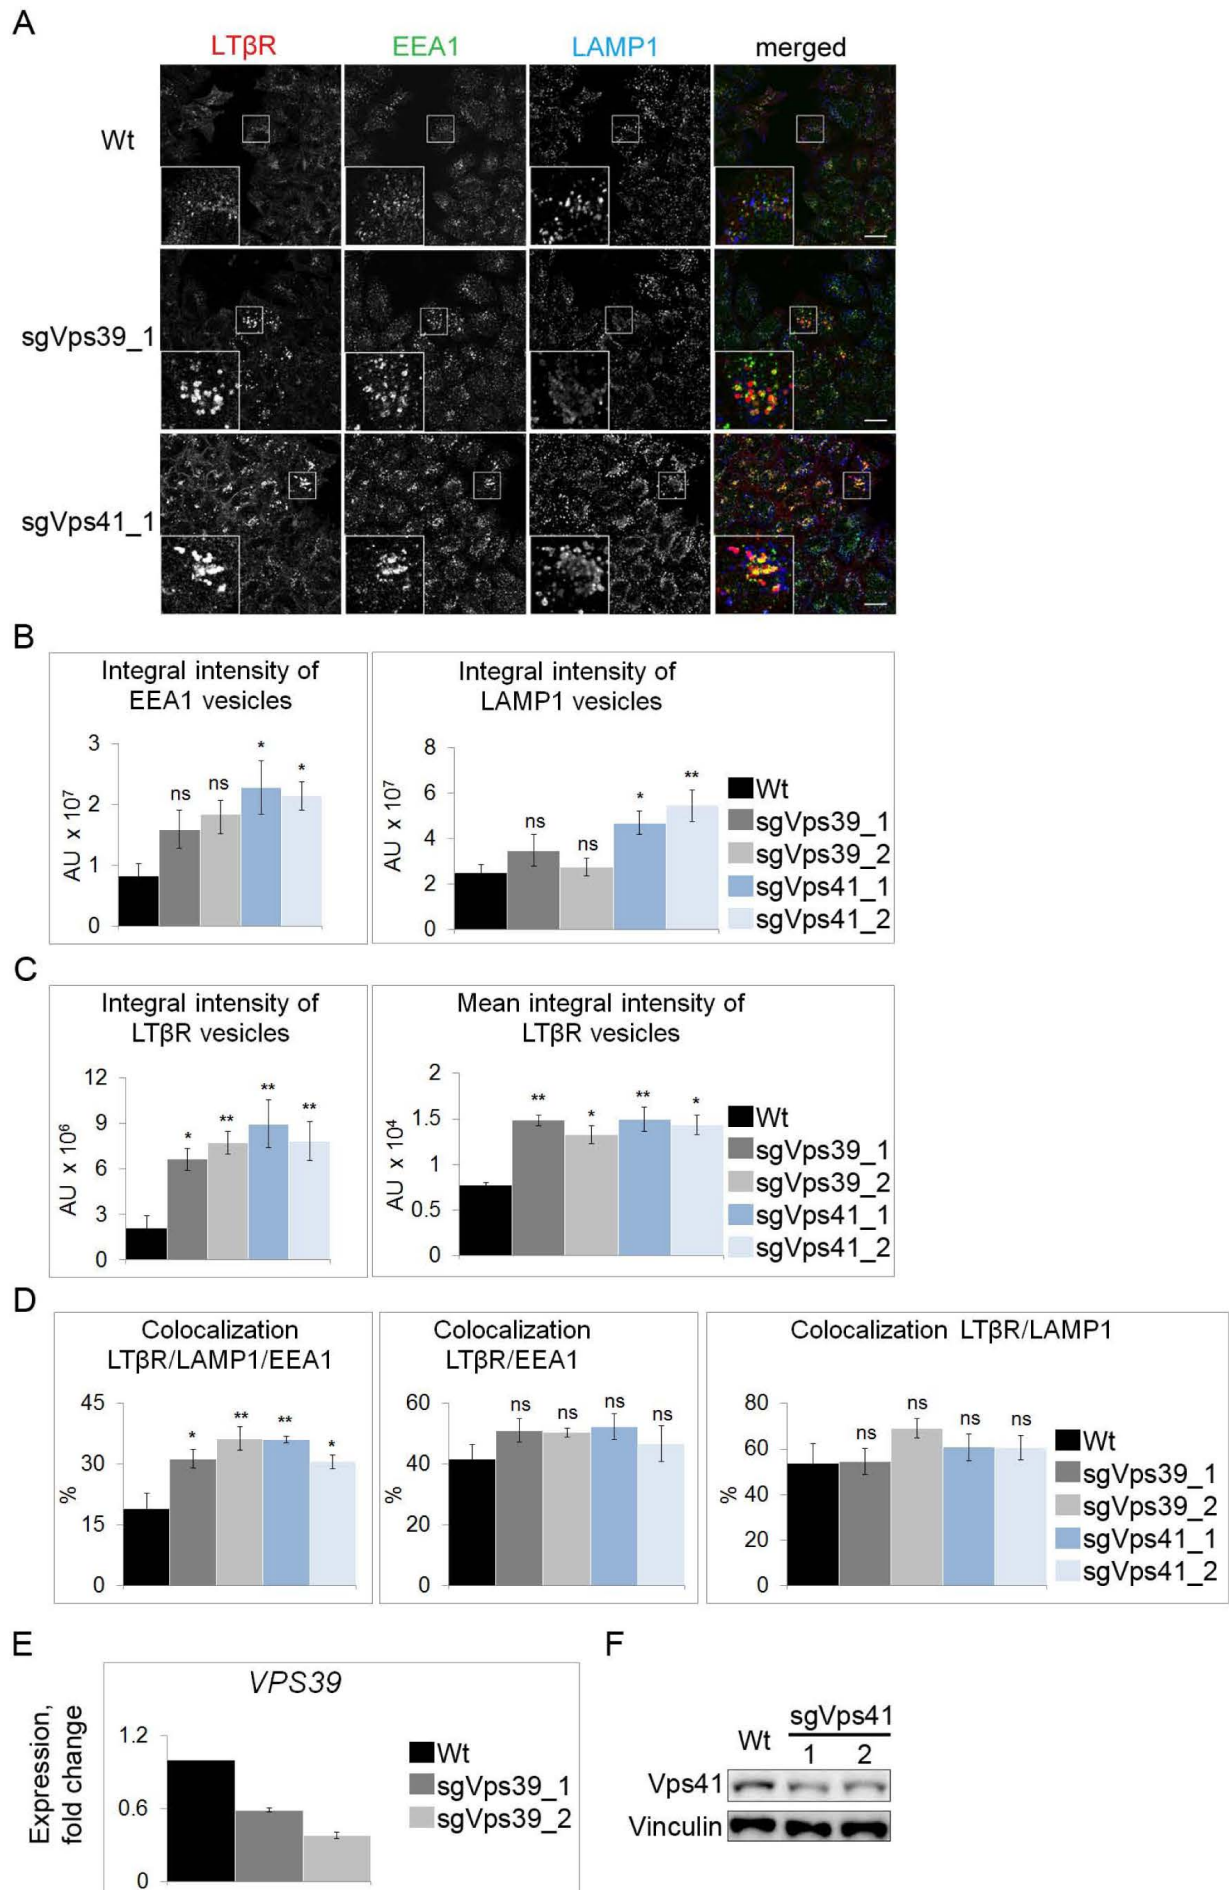 A
LTβR
EEA1
LAMP1
merged
Wt
sgVps39_1
sgVps41_1
B
Integral intensity of
EEA1 vesicles
3
2
1
0
AU x 10⁷
ns
ns
*
*
Integral intensity of
LAMP1 vesicles
8
6
4
2
0
AU x 10⁷
ns
ns
*
**
Wt
sgVps39_1
sgVps39_2
sgVps41_1
sgVps41_2
C
Integral intensity of
LTβR vesicles
12
9
6
3
0
AU x 10⁶
*
**
**
**
Mean integral intensity of
LTβR vesicles
2
1.5
1
0.5
0
AU x 10⁴
**
*
**
*
Wt
sgVps39_1
sgVps39_2
sgVps41_1
sgVps41_2
D
Colocalization
LTβR/LAMP1/EEA1
45
30
15
0
%
*
**
**
*
Colocalization
LTβR/EEA1
60
40
20
0
%
ns
ns
ns
ns
Colocalization LTβR/LAMP1
80
60
40
20
0
%
ns
ns
ns
ns
Wt
sgVps39_1
sgVps39_2
sgVps41_1
sgVps41_2
E
VPS39
Expression,
fold change
1.2
0.6
0
Wt
sgVps39_1
sgVps39_2
F
sgVps41
Wt 1 2
Vps41
Vinculin